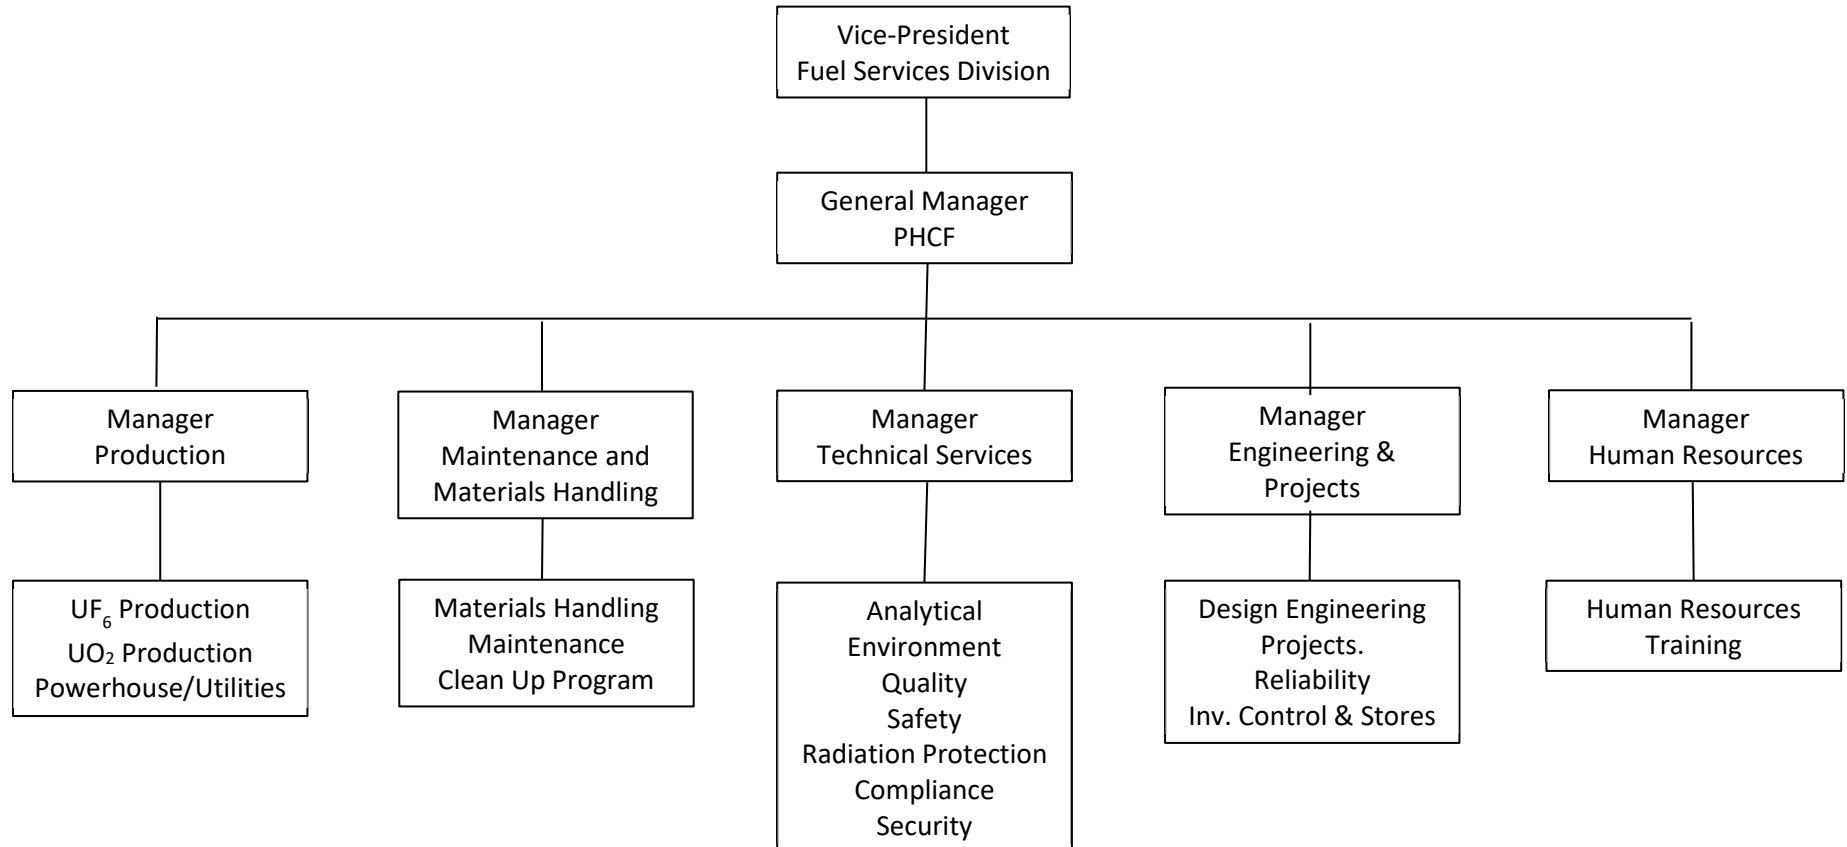 Vice-President
Fuel Services Division
General Manager
PHCF
Manager
Production
Manager
Maintenance and
Materials Handling
Manager
Technical Services
Manager
Engineering &
Projects
Manager
Human Resources
UF₆ Production
UO₂ Production
Powerhouse/Utilities
Materials Handling
Maintenance
Clean Up Program
Analytical
Environment
Quality
Safety
Radiation Protection
Compliance
Security
Design Engineering
Projects.
Reliability
Inv. Control & Stores
Human Resources
Training